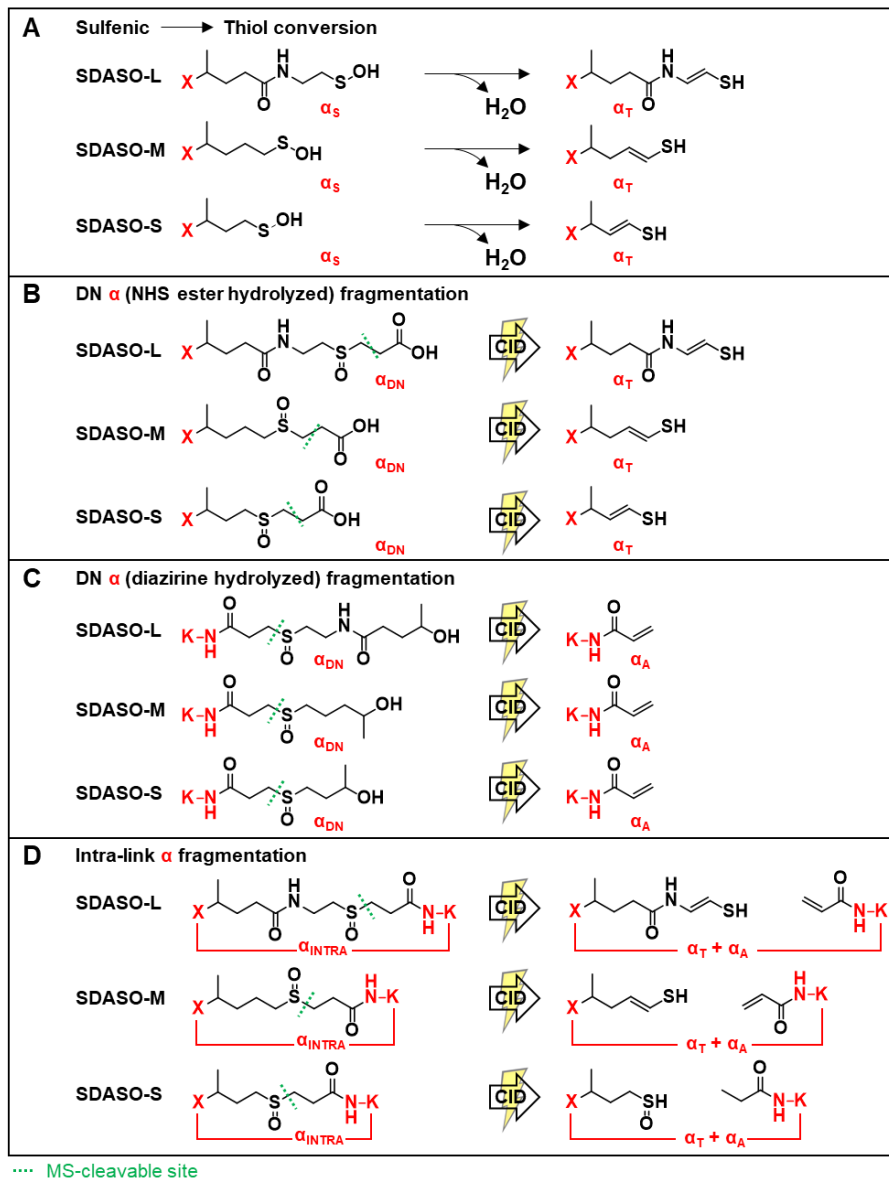 A Sulfenic Thiol conversion
SDASO-L X O H N S OH αS H2O X O H N SH αT
SDASO-M X S OH αS H2O X SH αT
SDASO-S X S OH αS H2O X SH αT
B DN α (NHS ester hydrolyzed) fragmentation
SDASO-L X O H N S O O OH αDN CID X O H N SH αT
SDASO-M X O S O OH αDN CID X SH αT
SDASO-S X S O O OH αDN CID X SH αT
C DN α (diazirine hydrolyzed) fragmentation
SDASO-L K-N H O S O H N O OH αDN CID K-N H O αA
SDASO-M K-N H O S O OH αDN CID K-N H O αA
SDASO-S K-N H O S O OH αDN CID K-N H O αA
D Intra-link α fragmentation
SDASO-L X O H N S O O N-K H αINTRA CID X O H N SH O N-K H αT + αA
SDASO-M X O S O H N-K αINTRA CID X SH O H N-K αT + αA
SDASO-S X S O O N-K H αINTRA CID X SH O O N-K H αT + αA
MS-cleavable site